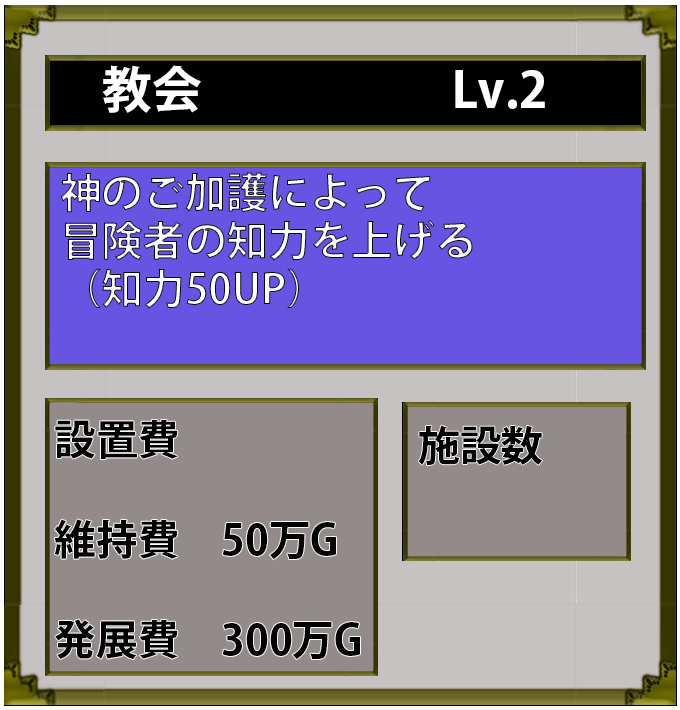 教会 Lv.2
神のご加護によって
冒険者の知力を上げる
（知力50UP）
設置費
維持費 50万G
発展費 300万G
施設数